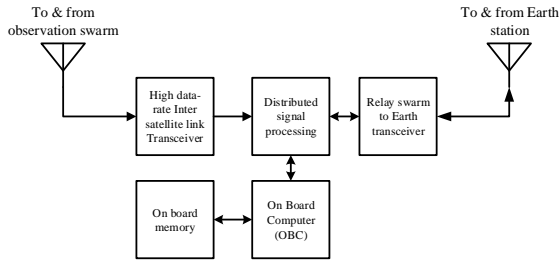 To & from
observation swarm
To & from Earth
station
High data-
rate Inter
satellite link
Transceiver
Distributed
signal
processing
Relay swarm
to Earth
transceiver
On board
memory
On Board
Computer
(OBC)